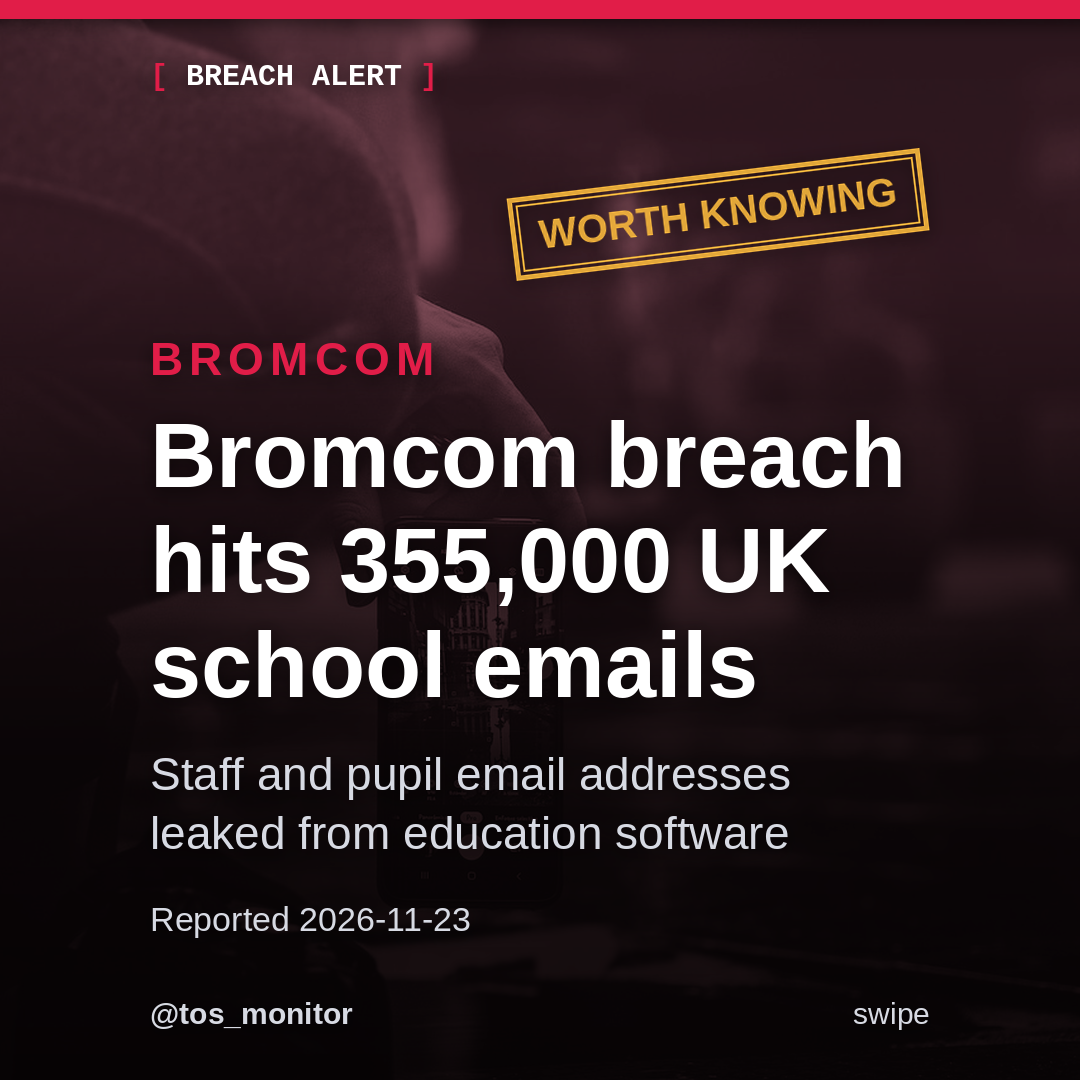 [ BREACH ALERT ]
WORTH KNOWING
BROMCOM
Bromcom breach
hits 355,000 UK
school emails
Staff and pupil email addresses
leaked from education software
Reported 2026-11-23
@tos_monitor
swipe